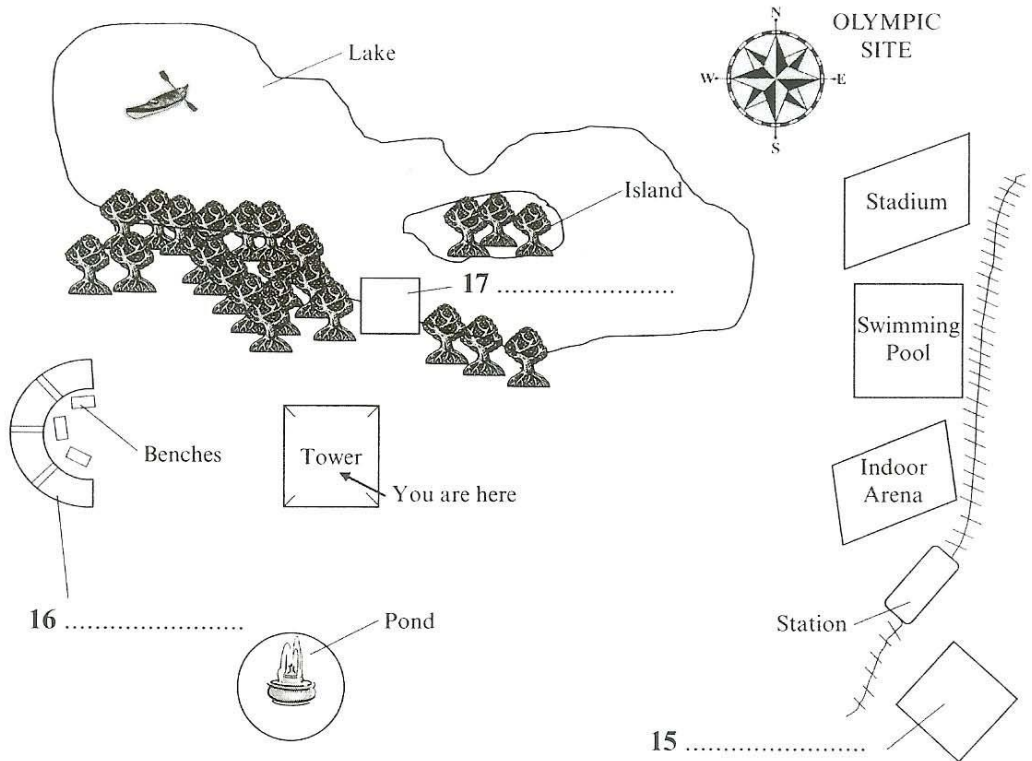 OLYMPIC
SITE
N
W
E
S
Lake
Island
Stadium
17 ........................
Swimming
Pool
Benches
Tower
You are here
Indoor
Arena
16 ........................
Pond
Station
15 ........................